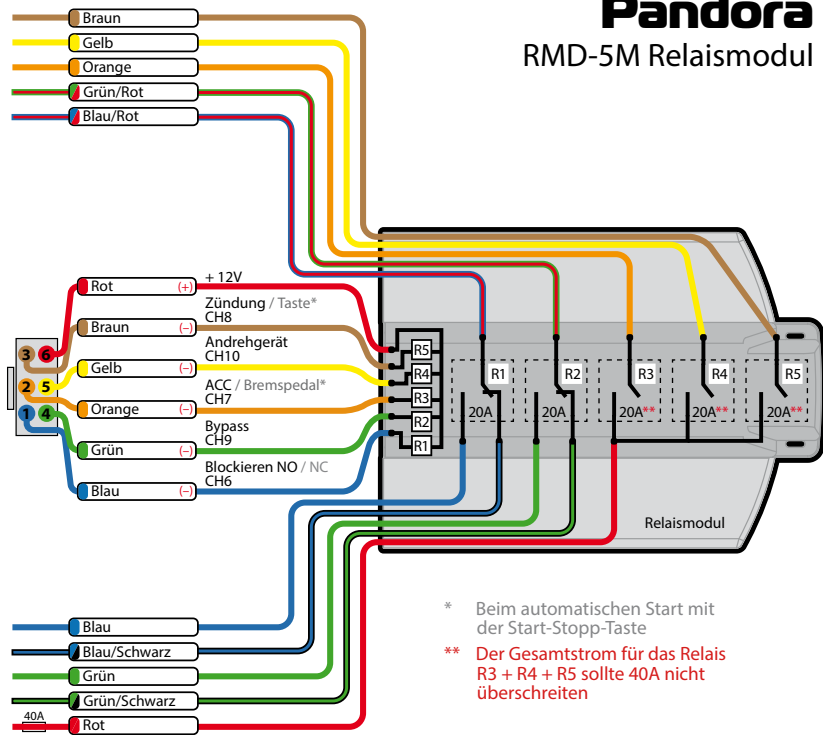 Pandora
RMD-5M Relaismodul
Braun
Gelb
Orange
Grün/Rot
Blau/Rot
Rot (+) + 12V
Braun (–) Zündung / Taste*
CH8
Gelb (–) Andrehgerät
CH10
Orange (–) ACC / Bremspedal*
CH7
Grün (–) Bypass
CH9
Blau (–) Blockieren NO / NC
CH6
3 6
2 5
1 4
R5
R4
R3
R2
R1
R1 R2 R3 R4 R5
20A 20A 20A** 20A** 20A**
Relaismodul
Blau
Blau/Schwarz
Grün
Grün/Schwarz
40A Rot
* Beim automatischen Start mit
der Start-Stopp-Taste
** Der Gesamtstrom für das Relais
R3 + R4 + R5 sollte 40A nicht
überschreiten